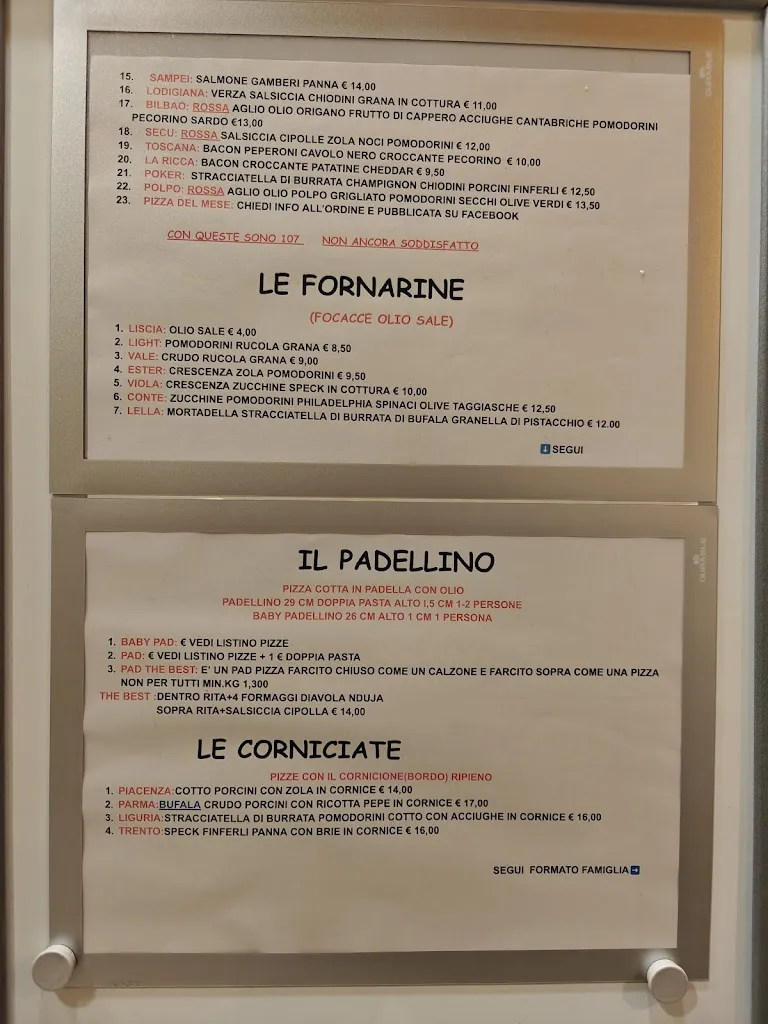 15. SAMPEI: SALMONE GAMBERI PANNA € 14,00
16. LODIGIANA: VERZA SALSICCIA CHIODINI GRANA IN COTTURA € 11,00
17. BILBAO: ROSSA AGLIO OLIO ORIGANO FRUTTO DI CAPPERO ACCIUGHE CANTABRICHE POMODORINI
PECORINO SARDO €13,00
18. SECU: ROSSA SALSICCIA CIPOLLE ZOLA NOCI POMODORINI € 12,00
19. TOSCANA: BACON PEPERONI CAVOLO NERO CROCCANTE PECORINO € 10,00
20. LA RICCA: BACON CROCCANTE PATATINE CHEDDAR € 9,50
21. POKER: STRACCIATELLA DI BURRATA CHAMPIGNON CHIODINI PORCINI FINFERLI € 12,50
22. POLPO: ROSSA AGLIO OLIO POLPO GRIGLIATO POMODORINI SECCHI OLIVE VERDI € 13,50
23. PIZZA DEL MESE: CHIEDI INFO ALL'ORDINE E PUBBLICATA SU FACEBOOK
CON QUESTE SONO 107 NON ANCORA SODDISFATTO
LE FORNARINE
(FOCACCE OLIO SALE)
1. LISCIA: OLIO SALE € 4,00
2. LIGHT: POMODORINI RUCOLA GRANA € 8,50
3. VALE: CRUDO RUCOLA GRANA € 9,00
4. ESTER: CRESCENZA ZOLA POMODORINI € 9,50
5. VIOLA: CRESCENZA ZUCCHINE SPECK IN COTTURA € 10,00
6. CONTE: ZUCCHINE POMODORINI PHILADELPHIA SPINACI OLIVE TAGGIASCHE € 12,50
7. LELLA: MORTADELLA STRACCIATELLA DI BURRATA DI BUFALA GRANELLA DI PISTACCHIO € 12.00
⬇ SEGUI
DURABLE
IL PADELLINO
PIZZA COTTA IN PADELLA CON OLIO
PADELLINO 29 CM DOPPIA PASTA ALTO I,5 CM 1-2 PERSONE
BABY PADELLINO 26 CM ALTO 1 CM 1 PERSONA
1. BABY PAD: € VEDI LISTINO PIZZE
2. PAD: € VEDI LISTINO PIZZE + 1 € DOPPIA PASTA
3. PAD THE BEST: E' UN PAD PIZZA FARCITO CHIUSO COME UN CALZONE E FARCITO SOPRA COME UNA PIZZA
NON PER TUTTI MIN.KG 1,300
THE BEST :DENTRO RITA+4 FORMAGGI DIAVOLA NDUJA
SOPRA RITA+SALSICCIA CIPOLLA € 14,00
LE CORNICIATE
PIZZE CON IL CORNICIONE(BORDO) RIPIENO
1. PIACENZA:COTTO PORCINI CON ZOLA IN CORNICE € 14,00
2. PARMA:BUFALA CRUDO PORCINI CON RICOTTA PEPE IN CORNICE € 17,00
3. LIGURIA:STRACCIATELLA DI BURRATA POMODORINI COTTO CON ACCIUGHE IN CORNICE € 16,00
4. TRENTO:SPECK FINFERLI PANNA CON BRIE IN CORNICE € 16,00
SEGUI FORMATO FAMIGLIA ➡
DURABLE